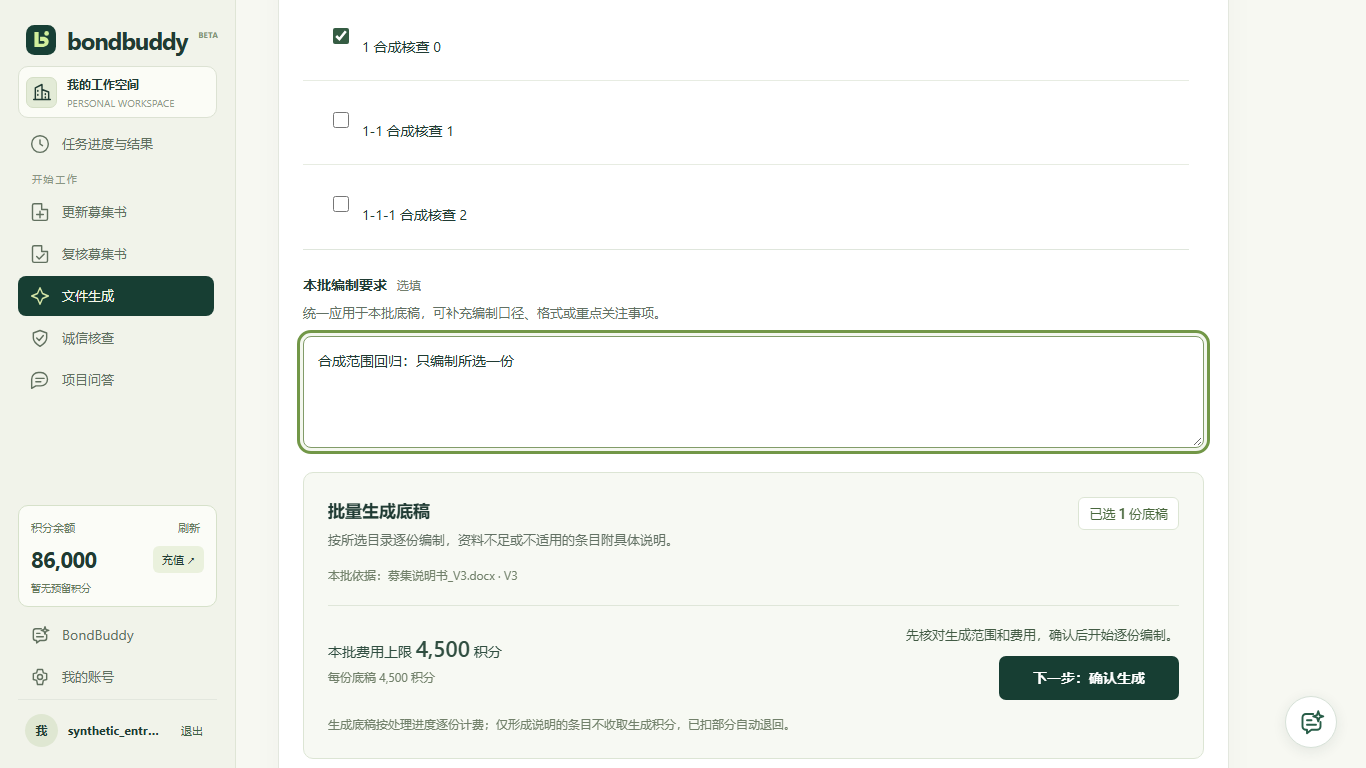 bondbuddy BETA
我的工作空间
PERSONAL WORKSPACE
任务进度与结果
开始工作
更新募集书
复核募集书
文件生成
诚信核查
项目问答
积分余额 刷新
86,000 充值 ↗
暂无预留积分
BondBuddy
我的账号
我 synthetic_entr... 退出
1 合成核查 0
1-1 合成核查 1
1-1-1 合成核查 2
本批编制要求 选填
统一应用于本批底稿，可补充编制口径、格式或重点关注事项。
合成范围回归：只编制所选一份
批量生成底稿 已选 1 份底稿
按所选目录逐份编制，资料不足或不适用的条目附具体说明。
本批依据：募集说明书_V3.docx · V3
先核对生成范围和费用，确认后开始逐份编制。
本批费用上限 4,500 积分
每份底稿 4,500 积分
下一步：确认生成
生成底稿按处理进度逐份计费；仅形成说明的条目不收取生成积分，已扣部分自动退回。